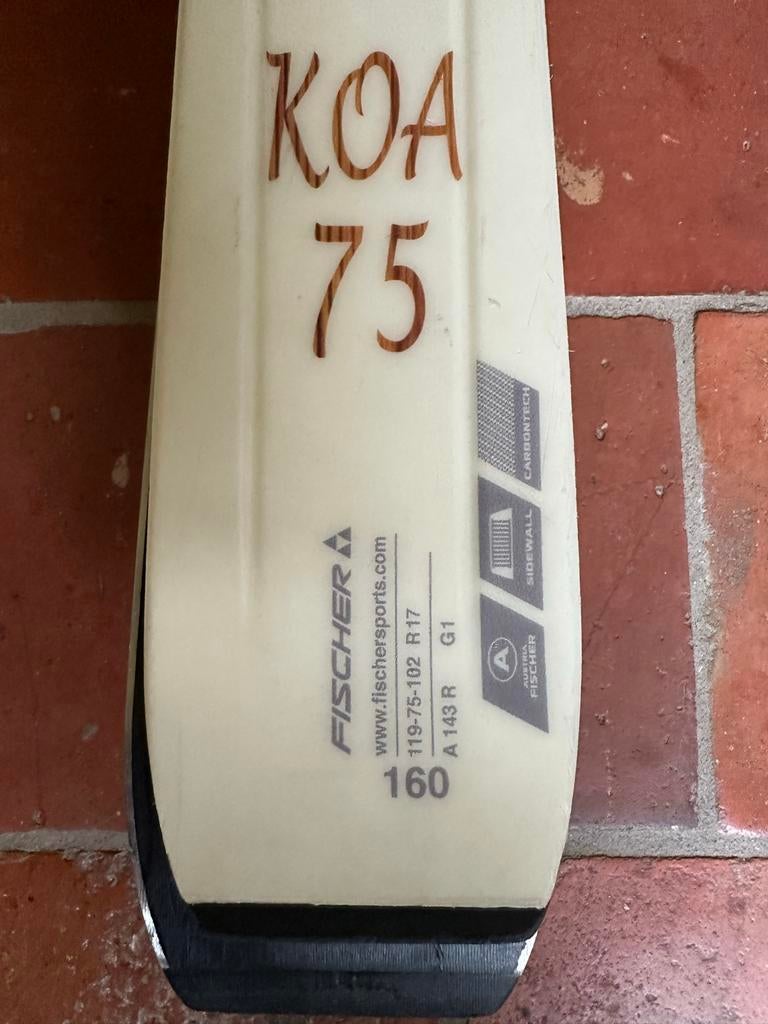 KOA
75
CARBONTECH
SIDEWALL
A
AUSTRIA
FISCHER
FISCHER
www.fischersports.com
119-75-102 R17
A 143 R G1
160